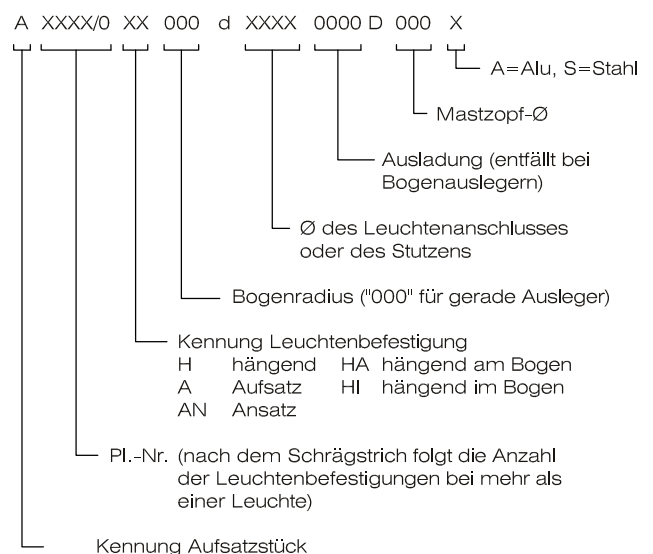 A XXXX/0 XX 000 d XXXX 0000 D 000 X
A=Alu, S=Stahl
Mastzopf-Ø
Ausladung (entfällt bei
Bogenauslegern)
Ø des Leuchtenanschlusses
oder des Stutzens
Bogenradius ("000" für gerade Ausleger)
Kennung Leuchtenbefestigung
H hängend HA hängend am Bogen
A Aufsatz HI hängend im Bogen
AN Ansatz
Pl.-Nr. (nach dem Schrägstrich folgt die Anzahl
der Leuchtenbefestigungen bei mehr als
einer Leuchte)
Kennung Aufsatzstück